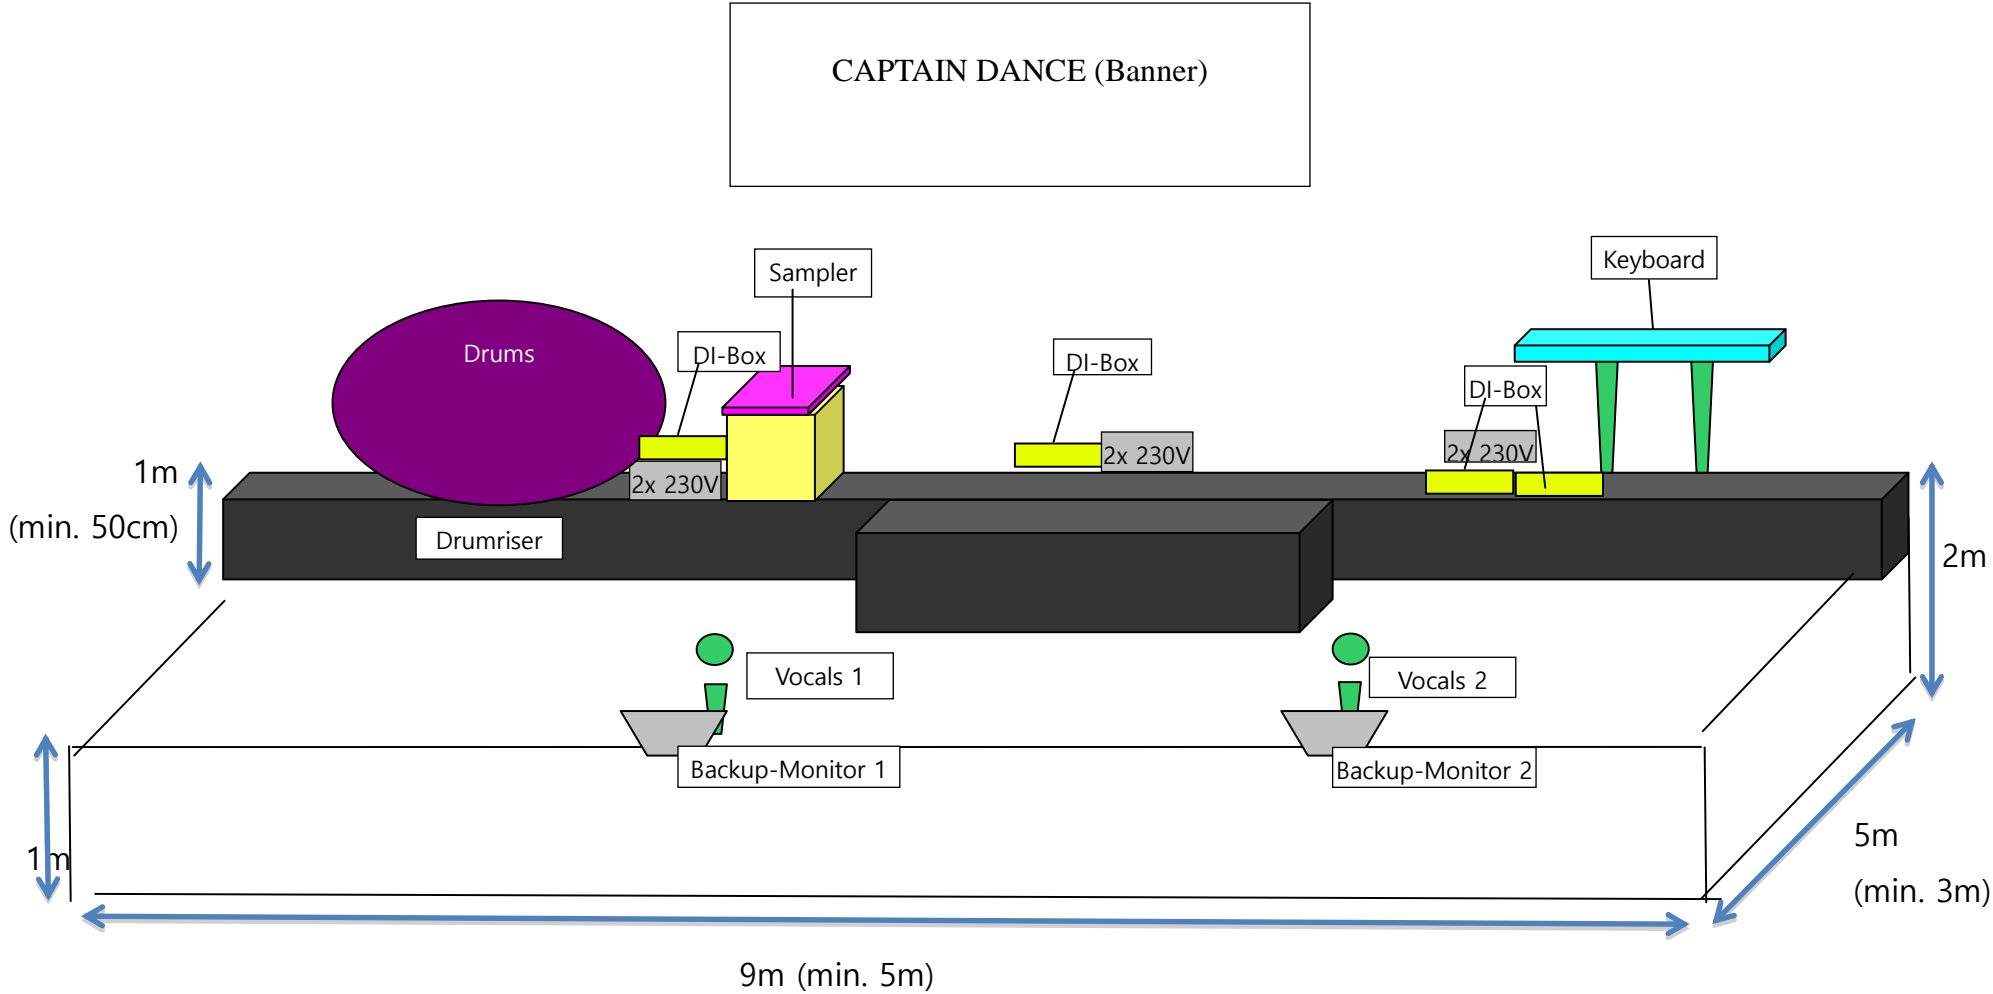 CAPTAIN DANCE (Banner)
Keyboard
Sampler
DI-Box
DI-Box
Drums
DI-Box
2x 230V
2x 230V
2x 230V
1m
(min. 50cm)
Drumriser
2m
Vocals 1
Vocals 2
Backup-Monitor 1
Backup-Monitor 2
1m
5m
(min. 3m)
9m (min. 5m)